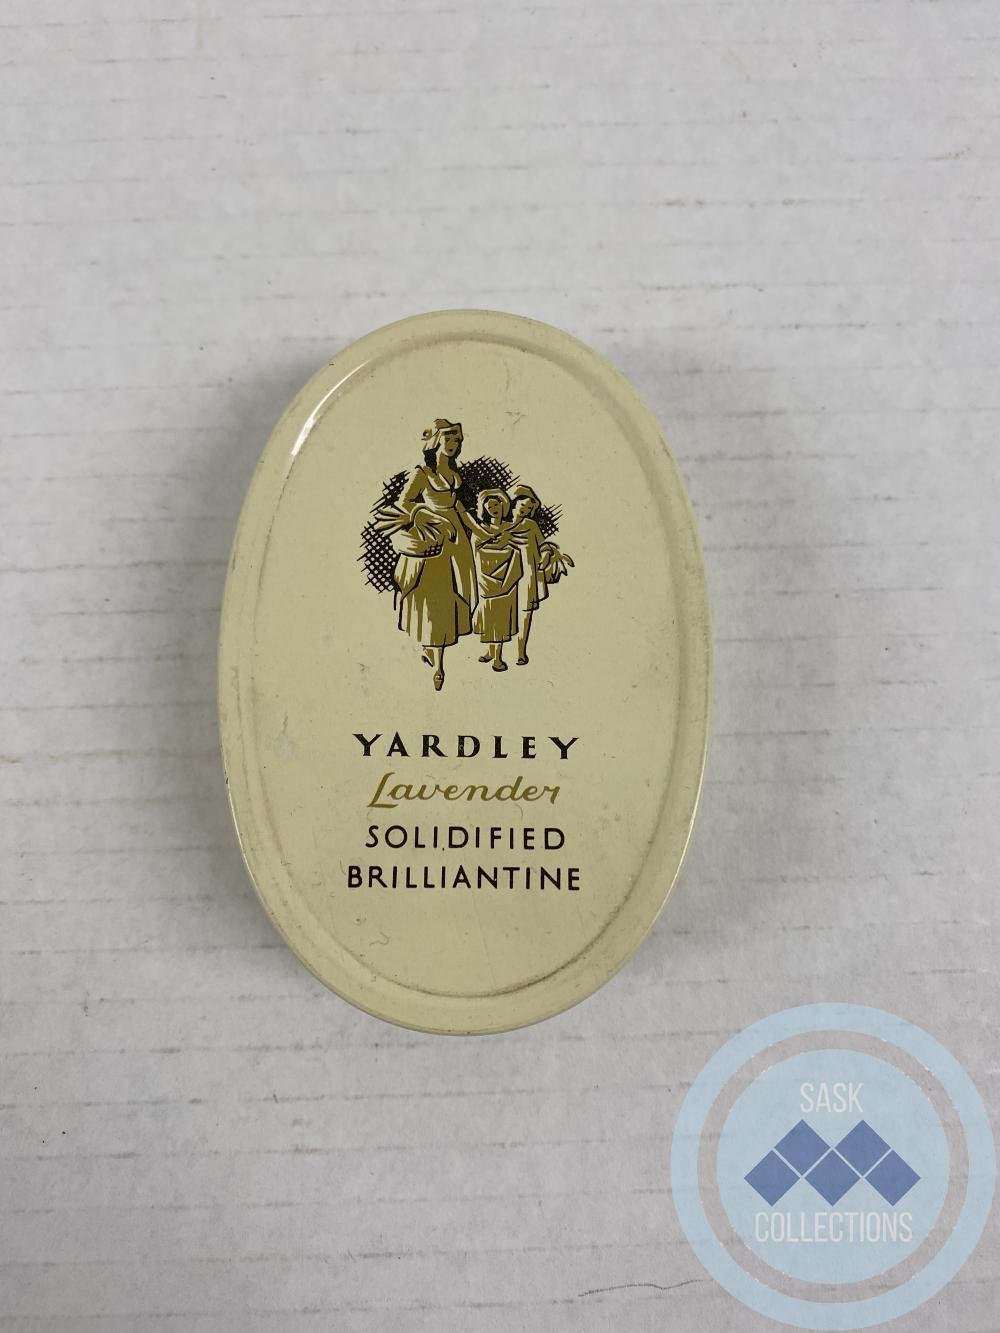 YARDLEY
Lavender
SOLIDIFIED
BRILLIANTINE
SASK
COLLECTIONS